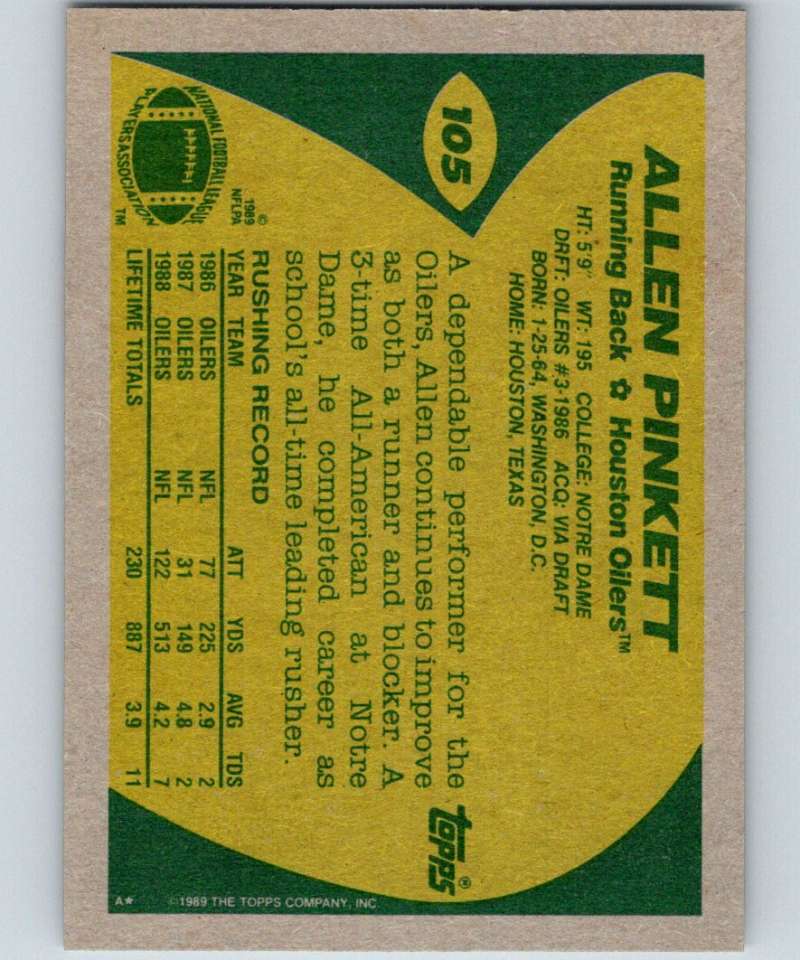 105
ALLEN PINKETT
Running Back ✿ Houston Oilers™
HT: 5'9" WT: 195 COLLEGE: NOTRE DAME
DRFT: OILERS #3-1986 ACQ: VIA DRAFT
BORN: 1-25-64, WASHINGTON, D.C.
HOME: HOUSTON, TEXAS
A dependable performer for the
Oilers, Allen continues to improve
as both a runner and blocker. A
3-time All-American at Notre
Dame, he completed career as
school's all-time leading rusher.
topps®
NATIONAL FOOTBALL LEAGUE
PLAYERS ASSOCIATION
™
©
1989
NFLPA
RUSHING RECORD
YEAR TEAM ATT YDS AVG TDS
1986 OILERS NFL 77 225 2.9 2
1987 OILERS NFL 31 149 4.8 2
1988 OILERS NFL 122 513 4.2 7
LIFETIME TOTALS 230 887 3.9 11
A★ ©1989 THE TOPPS COMPANY, INC